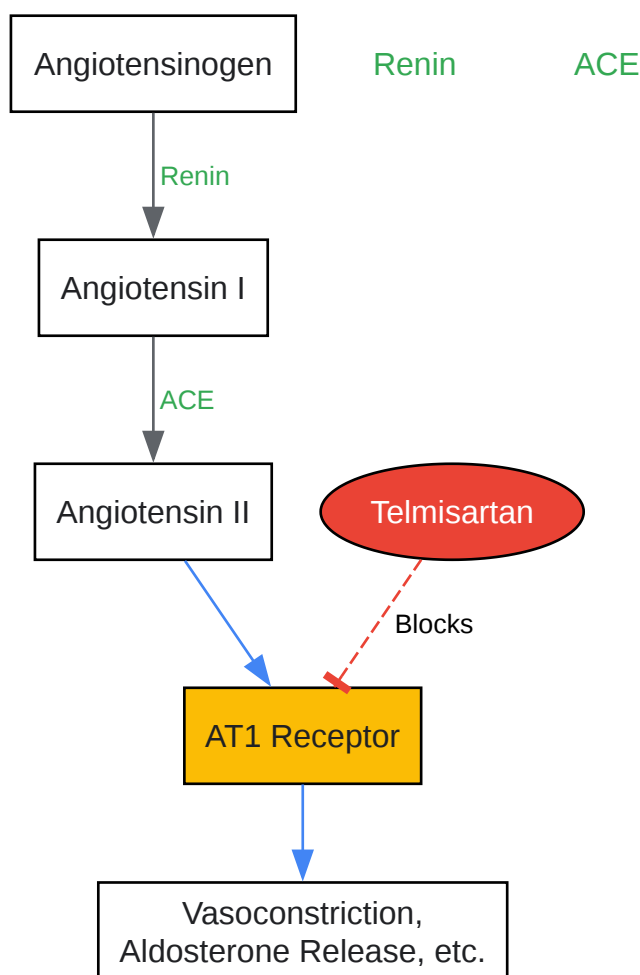 Angiotensinogen
Renin
ACE
Renin
Angiotensin I
ACE
Angiotensin II
Telmisartan
Blocks
AT1 Receptor
Vasoconstriction,
Aldosterone Release, etc.